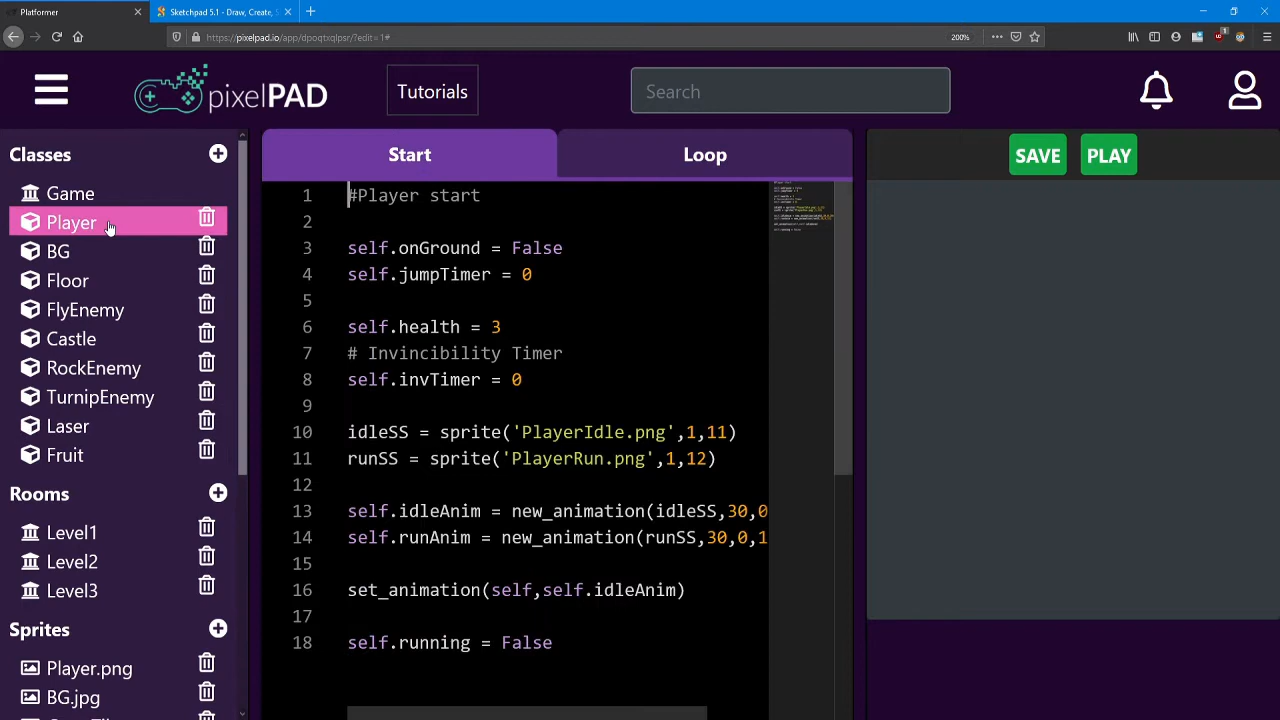 Platformer
Sketchpad 5.1 - Draw, Create, S
https://pixelpad.io/app/dpoqtxqlpsr/?edit=1#
200%
pixelPAD
Tutorials
Search
Classes
Game
Player
BG
Floor
FlyEnemy
Castle
RockEnemy
TurnipEnemy
Laser
Fruit
Rooms
Level1
Level2
Level3
Sprites
Player.png
BG.jpg
Start
Loop
1 #Player start
2
3 self.onGround = False
4 self.jumpTimer = 0
5
6 self.health = 3
7 # Invincibility Timer
8 self.invTimer = 0
9
10 idleSS = sprite('PlayerIdle.png',1,11)
11 runSS = sprite('PlayerRun.png',1,12)
12
13 self.idleAnim = new_animation(idleSS,30,0
14 self.runAnim = new_animation(runSS,30,0,1
15
16 set_animation(self,self.idleAnim)
17
18 self.running = False
SAVE
PLAY